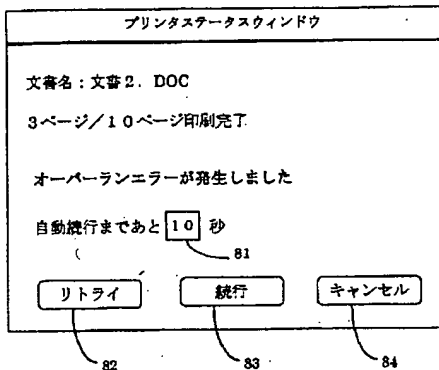 プリンタステータスウィンドウ
文書名：文書２．DOC
３ページ／１０ページ印刷完了
オーバーランエラーが発生しました
自動続行まであと 10 秒
81
リトライ 続行 キャンセル
82 83 84